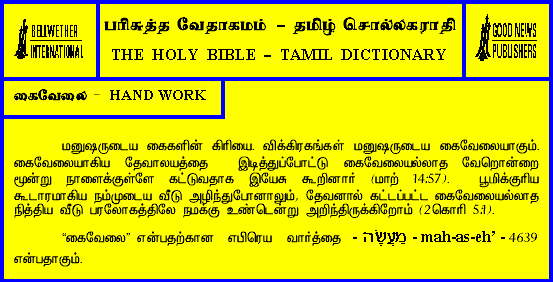 BELLWETHER
INTERNATIONAL
பரிசுத்த வேதாகமம் – தமிழ் சொல்லகராதி
THE HOLY BIBLE – TAMIL DICTIONARY
GOOD NEWS
PUBLISHERS
கைவேலை – HAND WORK
மனுஷருடைய கைகளின் கிரியை. விக்கிரகங்கள் மனுஷருடைய கைவேலையாகும்.
கைவேலையாகிய தேவாலயத்தை இடித்துப்போட்டு கைவேலையல்லாத வேறொன்றை
மூன்று நாளைக்குள்ளே கட்டுவதாக இயேசு கூறினார் (மாற் 14:57). பூமிக்குரிய
கூடாரமாகிய நம்முடைய வீடு அழிந்துபோனாலும், தேவனால் கட்டப்பட்ட கைவேலையல்லாத
நித்திய வீடு பரலோகத்திலே நமக்கு உண்டென்று அறிந்திருக்கிறோம் (2கொரி 5:1).
“கைவேலை” என்பதற்கான எபிரெய வார்த்தை - מַעֲשֶׂה - mah-as-eh’ - 4639
என்பதாகும்.